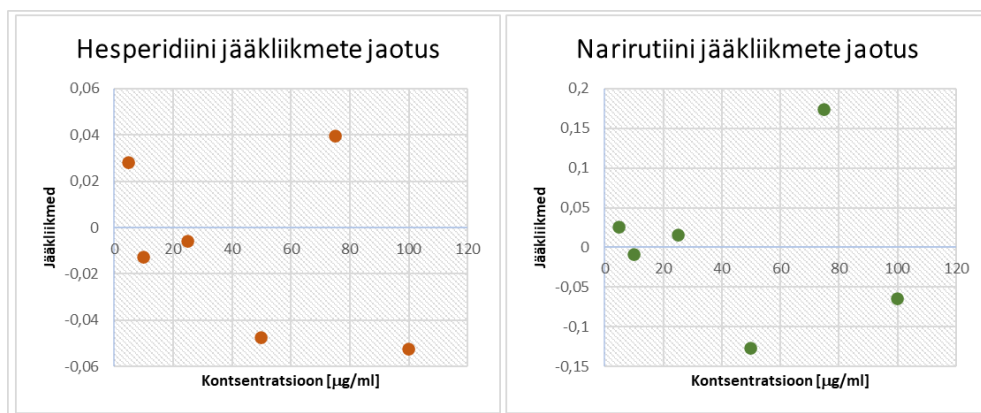 Hesperidiini jääkliikmete jaotus
0,06
0,04
0,02
0
-0,02
-0,04
-0,06
0 20 40 60 80 100 120
Jääkliikmed
Kontsentratsioon [µg/ml]
Narirutiini jääkliikmete jaotus
0,2
0,15
0,1
0,05
0
-0,05
-0,1
-0,15
0 20 40 60 80 100 120
Jääkliikmed
Kontsentratsioon [µg/ml]